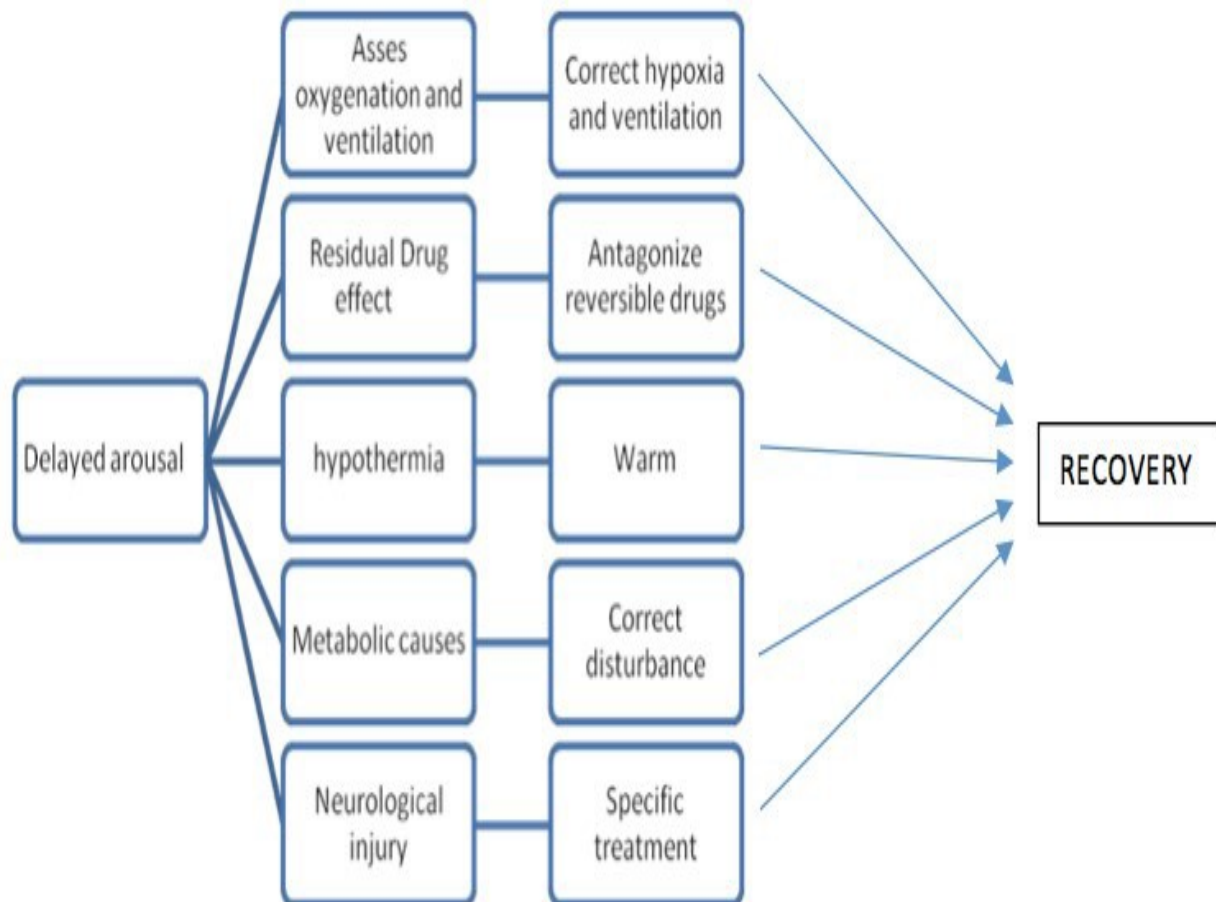 Asses
oxygenation and
ventilation
Correct hypoxia
and ventilation
Residual Drug
effect
Antagonize
reversible drugs
Delayed arousal
hypothermia
Warm
RECOVERY
Metabolic causes
Correct
disturbance
Neurological
injury
Specific
treatment